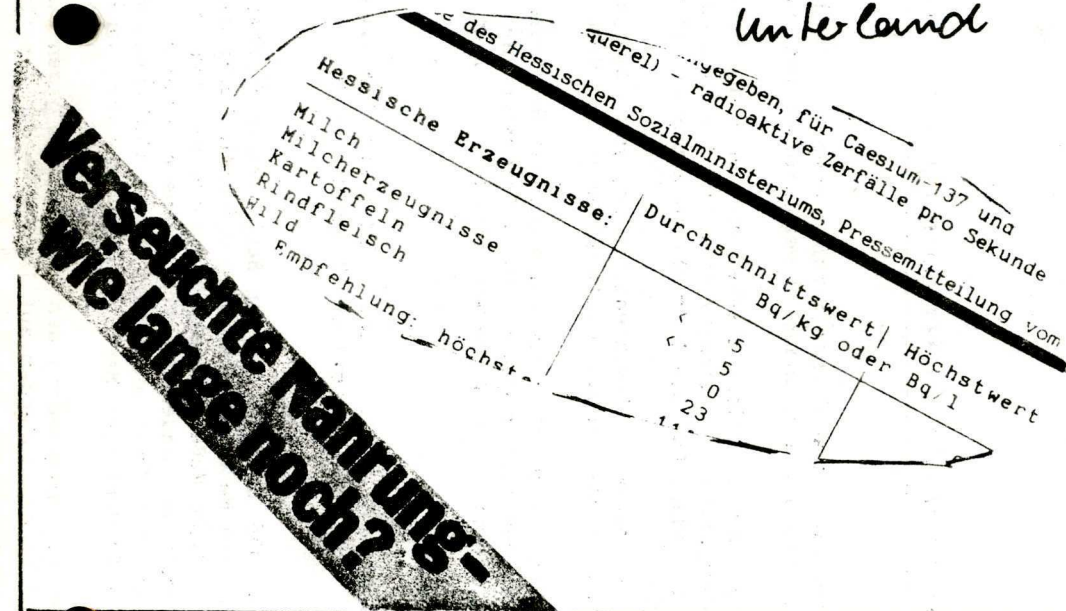 unterland
querel) - gegeben, für Caesium-137 und
radioaktive Zerfälle pro Sekunde
des Hessischen Sozialministeriums, Pressemitteilung vom
Hessische Erzeugnisse: Durchschnittswert Höchstwert
Bq/kg oder Bq/l
Milch < 5
Milcherzeugnisse < 5
Kartoffeln 0
Rindfleisch 23
Wild
Empfehlung: höchste
Verseuchte Nahrung-
wie lange noch?